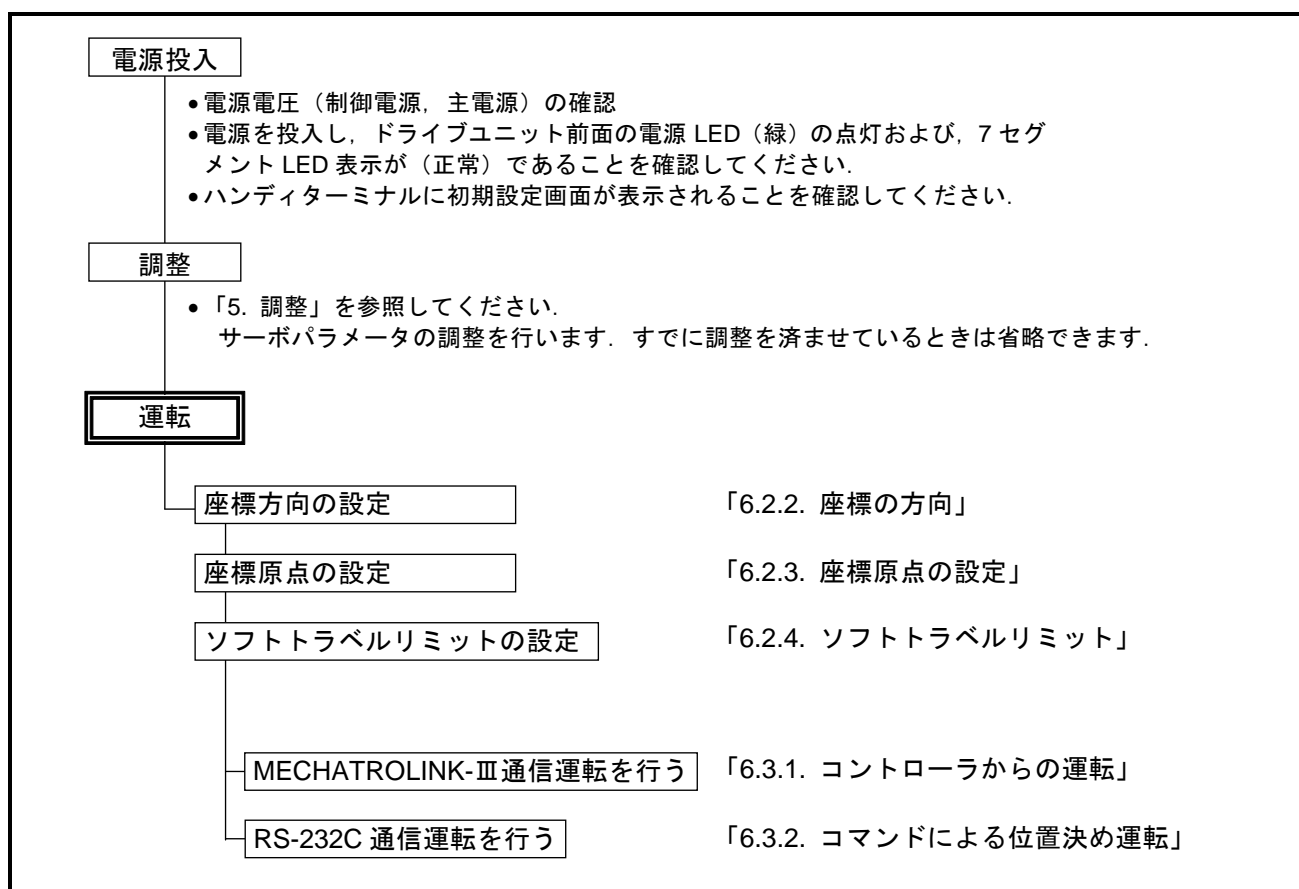 電源投入
•電源電圧（制御電源，主電源）の確認
•電源を投入し，ドライブユニット前面の電源 LED（緑）の点灯および，7 セグ
メント LED 表示が（正常）であることを確認してください．
•ハンディターミナルに初期設定画面が表示されることを確認してください．
調整
•「5. 調整」を参照してください．
サーボパラメータの調整を行います．すでに調整を済ませているときは省略できます．
運転
座標方向の設定 「6.2.2. 座標の方向」
座標原点の設定 「6.2.3. 座標原点の設定」
ソフトトラベルリミットの設定 「6.2.4. ソフトトラベルリミット」
MECHATROLINK-Ⅲ通信運転を行う 「6.3.1. コントローラからの運転」
RS-232C 通信運転を行う 「6.3.2. コマンドによる位置決め運転」